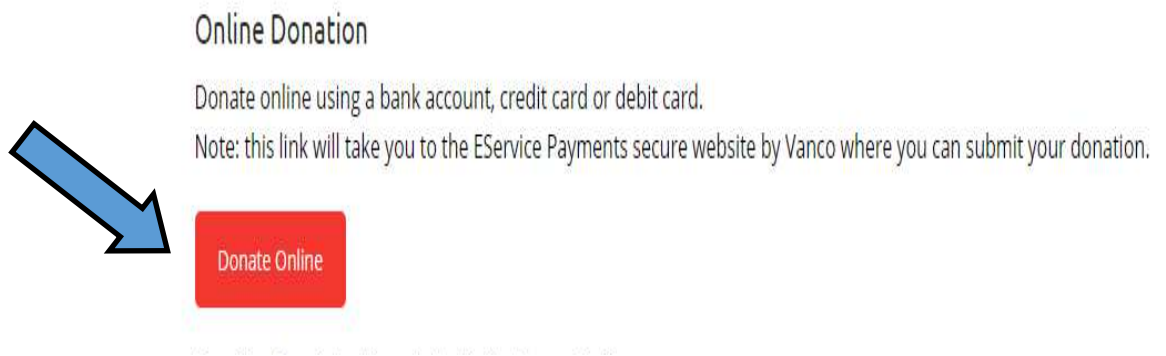 Online Donation
Donate online using a bank account, credit card or debit card.
Note: this link will take you to the EService Payments secure website by Vanco where you can submit your donation.
Donate Online